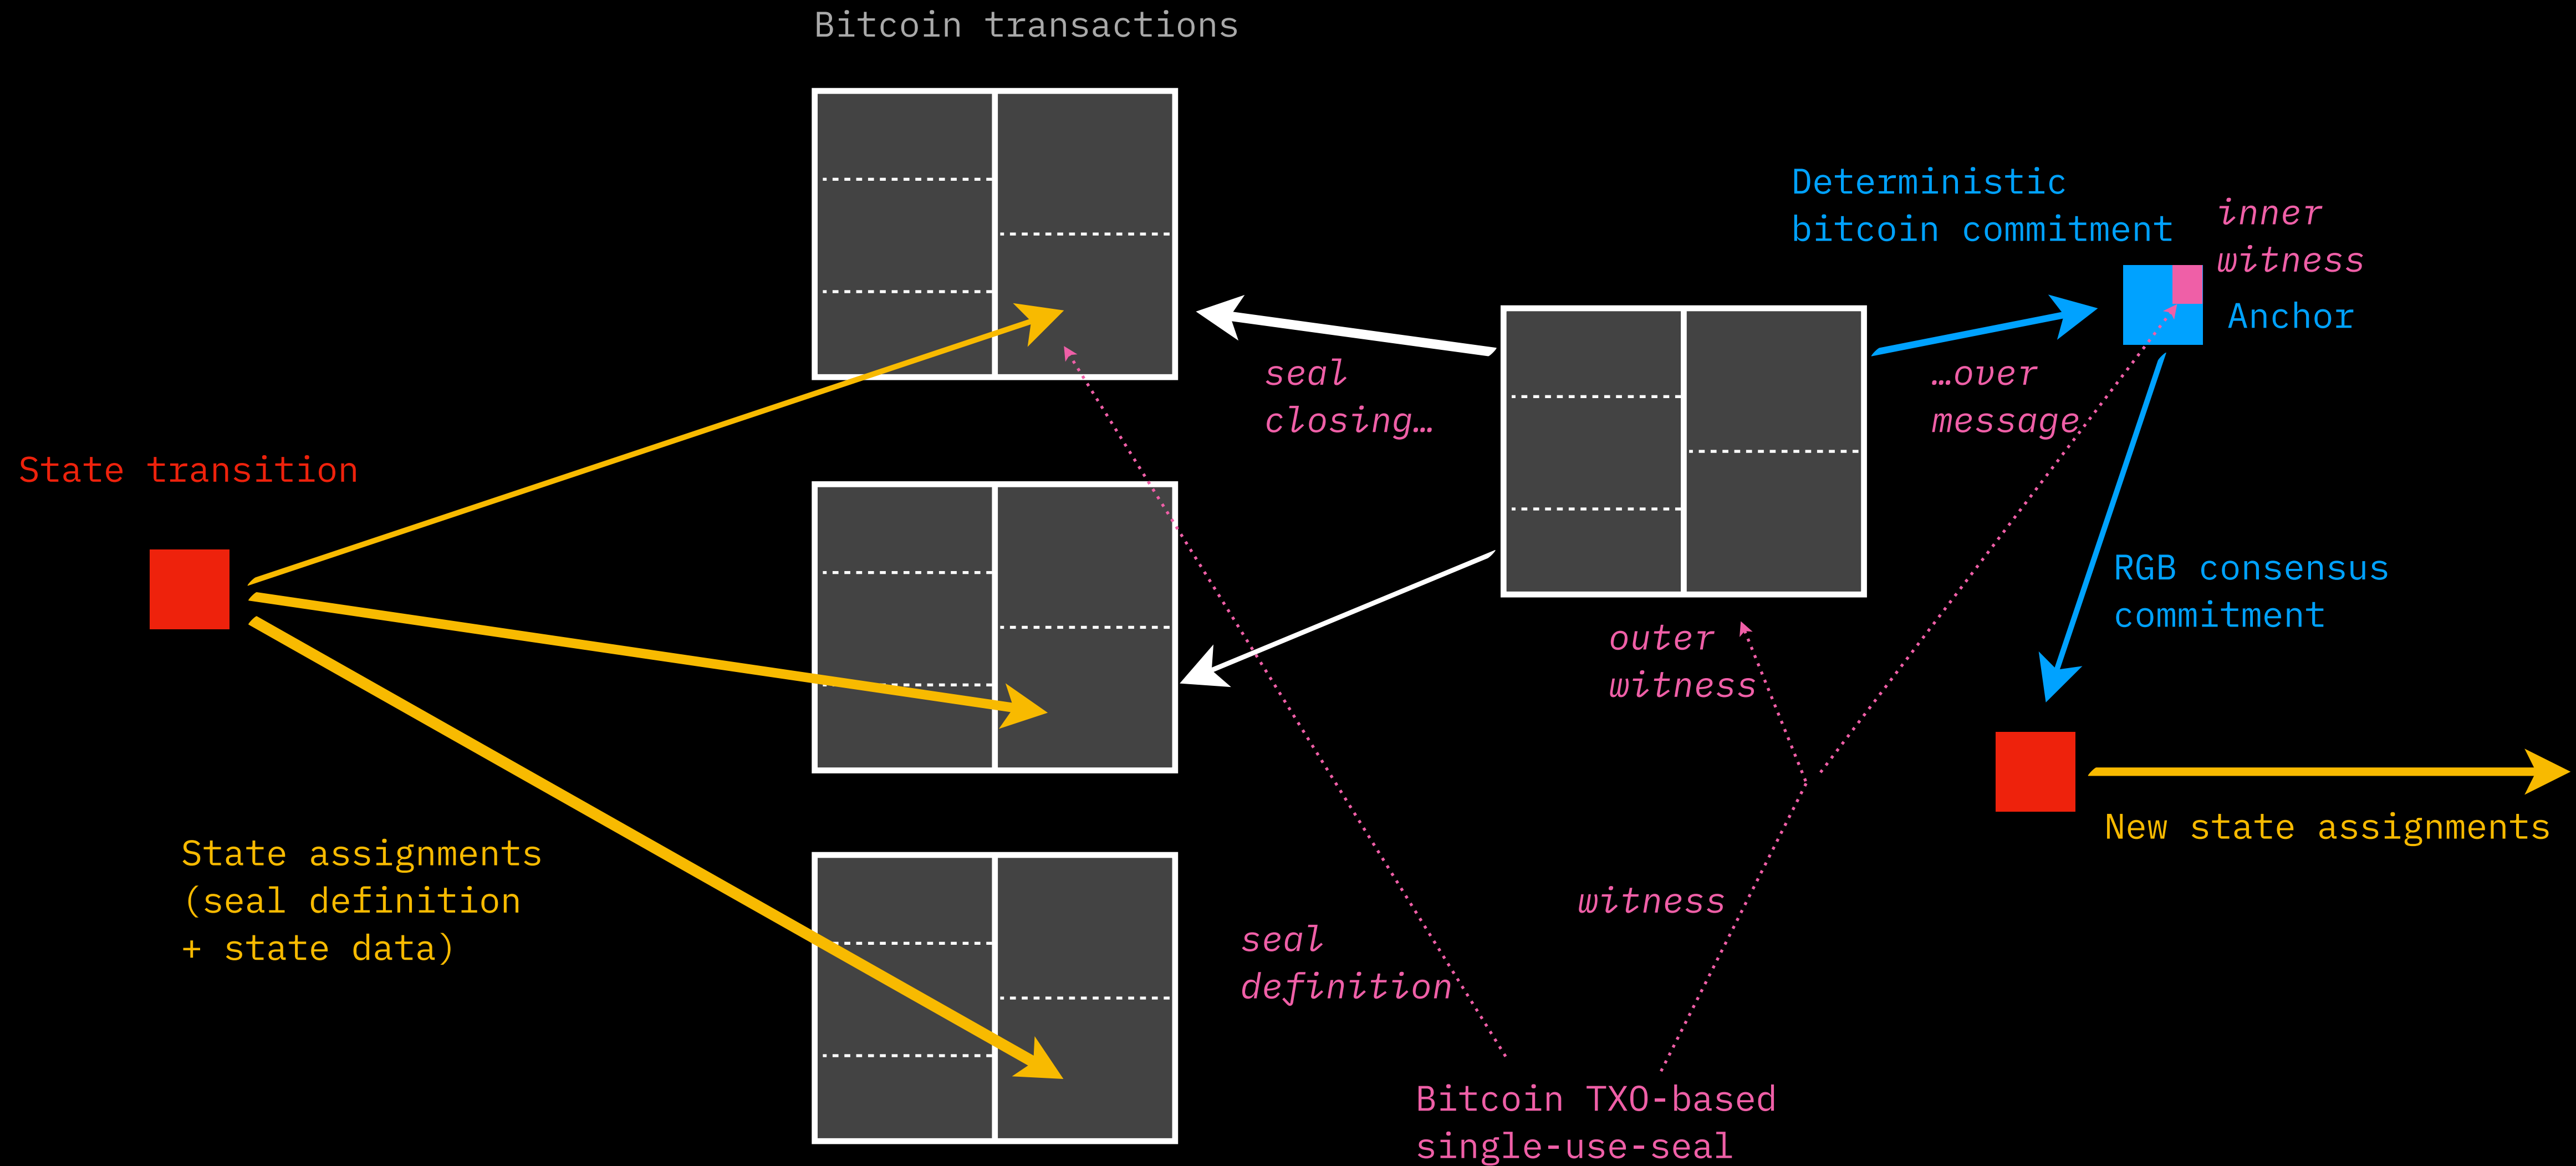 Bitcoin transactions
Deterministic
bitcoin commitment
inner
witness
Anchor
seal
closing…
…over
message
State transition
RGB consensus
commitment
outer
witness
New state assignments
State assignments
(seal definition
+ state data)
witness
seal
definition
Bitcoin TXO-based
single-use-seal